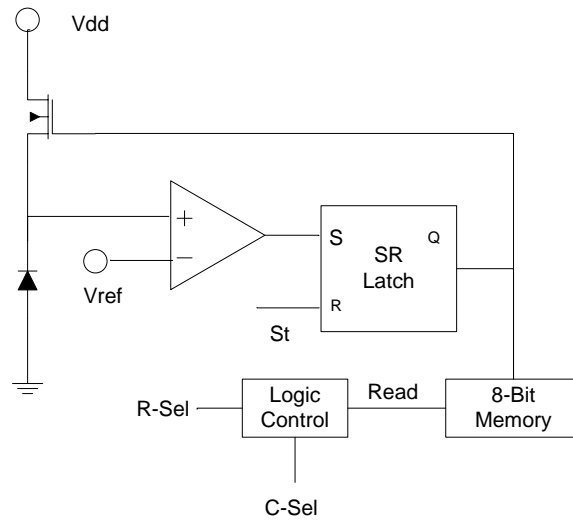 Vdd
+
−
Vref
S
Q
SR
Latch
R
St
R-Sel
Logic
Control
Read
8-Bit
Memory
C-Sel